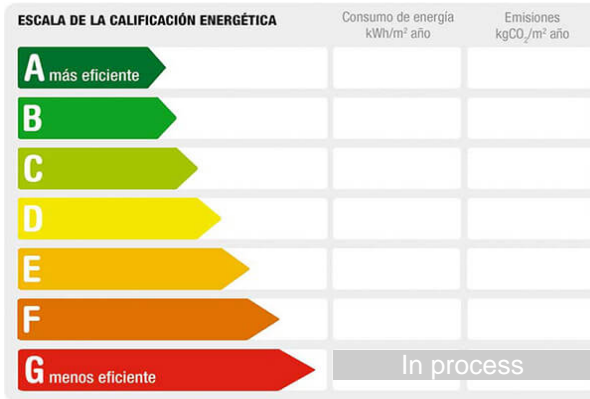 ESCALA DE LA CALIFICACIÓN ENERGÉTICA
Consumo de energía
kWh/m² año
Emisiones
kgCO₂/m² año
A más eficiente
B
C
D
E
F
G menos eficiente
In process